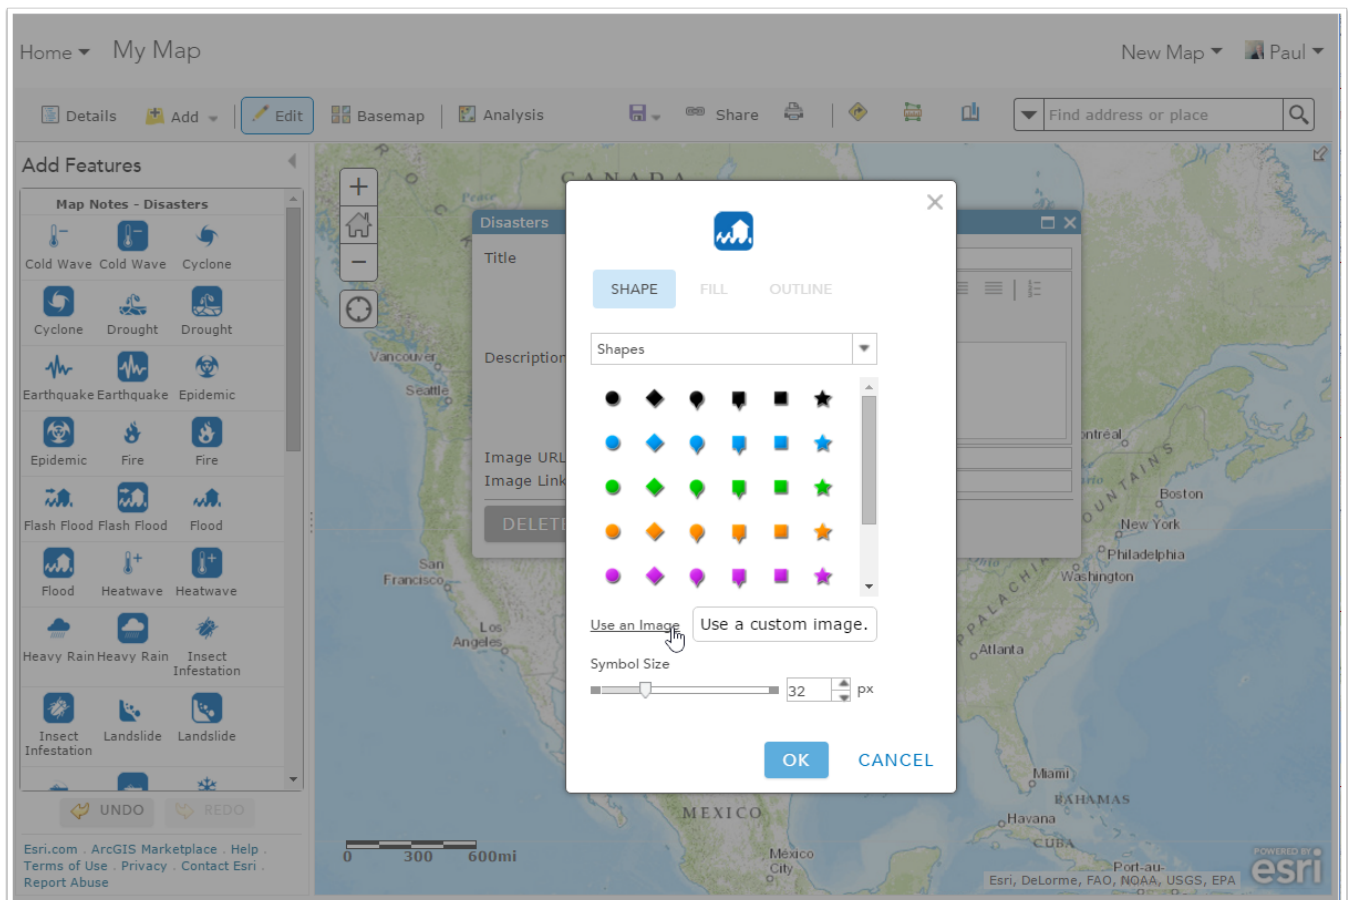 Home My Map New Map Paul
Details Add Edit Basemap Analysis Share Find address or place
Add Features
Map Notes - Disasters
Cold Wave Cold Wave Cyclone
Cyclone Drought Drought
Earthquake Earthquake Epidemic
Epidemic Fire Fire
Flash Flood Flash Flood Flood
Flood Heatwave Heatwave
Heavy Rain Heavy Rain Insect
Infestation
Insect Landslide Landslide
Infestation
UNDO REDO
Esri.com . ArcGIS Marketplace . Help .
Terms of Use . Privacy . Contact Esri .
Report Abuse
CANADA
Peace
Vancouver
Seattle
San
Francisco
Los
Angeles
Disasters
Title
Description
Image URL
Image Link
DELETE
SHAPE FILL OUTLINE
Shapes
Use an Image Use a custom image.
Symbol Size
32 px
OK CANCEL
ontréal
Boston
New York
Philadelphia
Washington
OUNTAINS
PPALACHI
Ohio
Atlanta
Miami
BAHAMAS
Havana
CUBA
MEXICO
México
City
Port-au-
0 300 600mi
Esri, DeLorme, FAO, NOAA, USGS, EPA
POWERED BY
esri